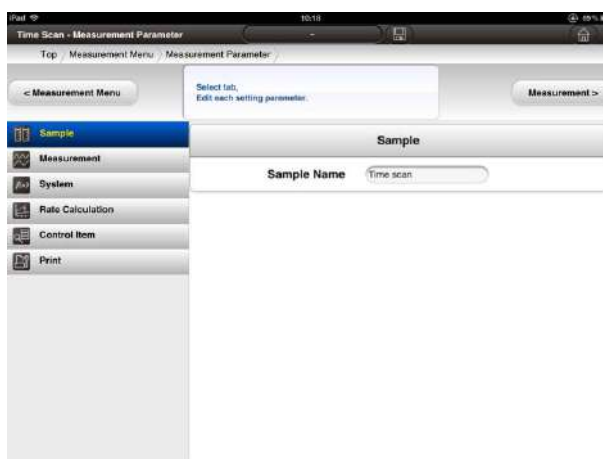 iPad 10:18
Time Scan - Measurement Parameter -
Top Measurement Menu Measurement Parameter
< Measurement Menu
Select tab,
Edit each setting parameter.
Measurement >
Sample
Measurement
System
Rate Calculation
Control Item
Print
Sample
Sample Name Time scan